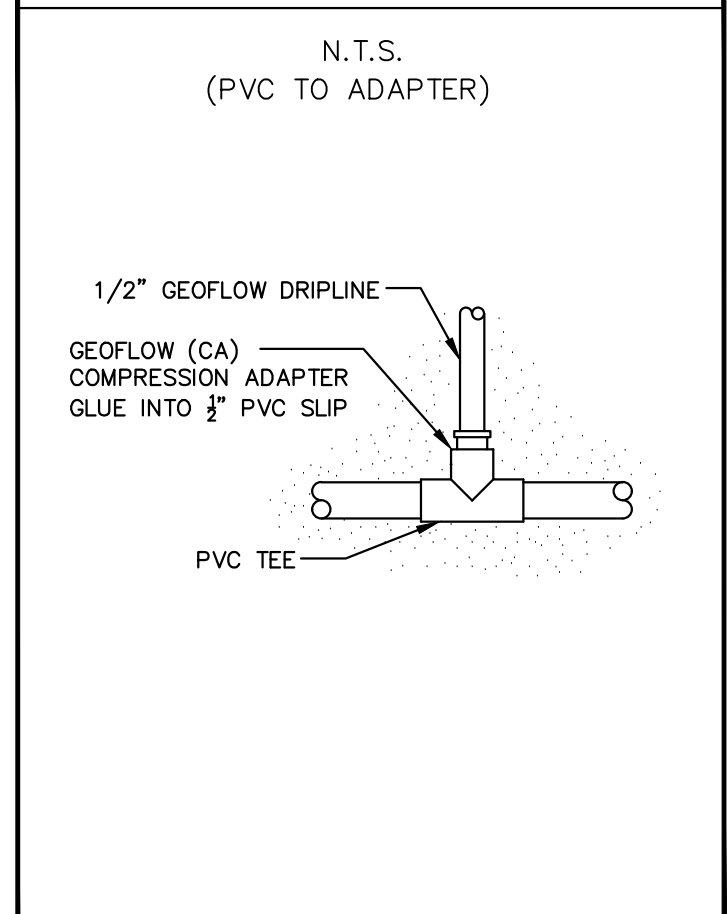 N.T.S.
(PVC TO ADAPTER)
1/2" GEOFLOW DRIPLINE
GEOFLOW (CA)
COMPRESSION ADAPTER
GLUE INTO ½" PVC SLIP
PVC TEE